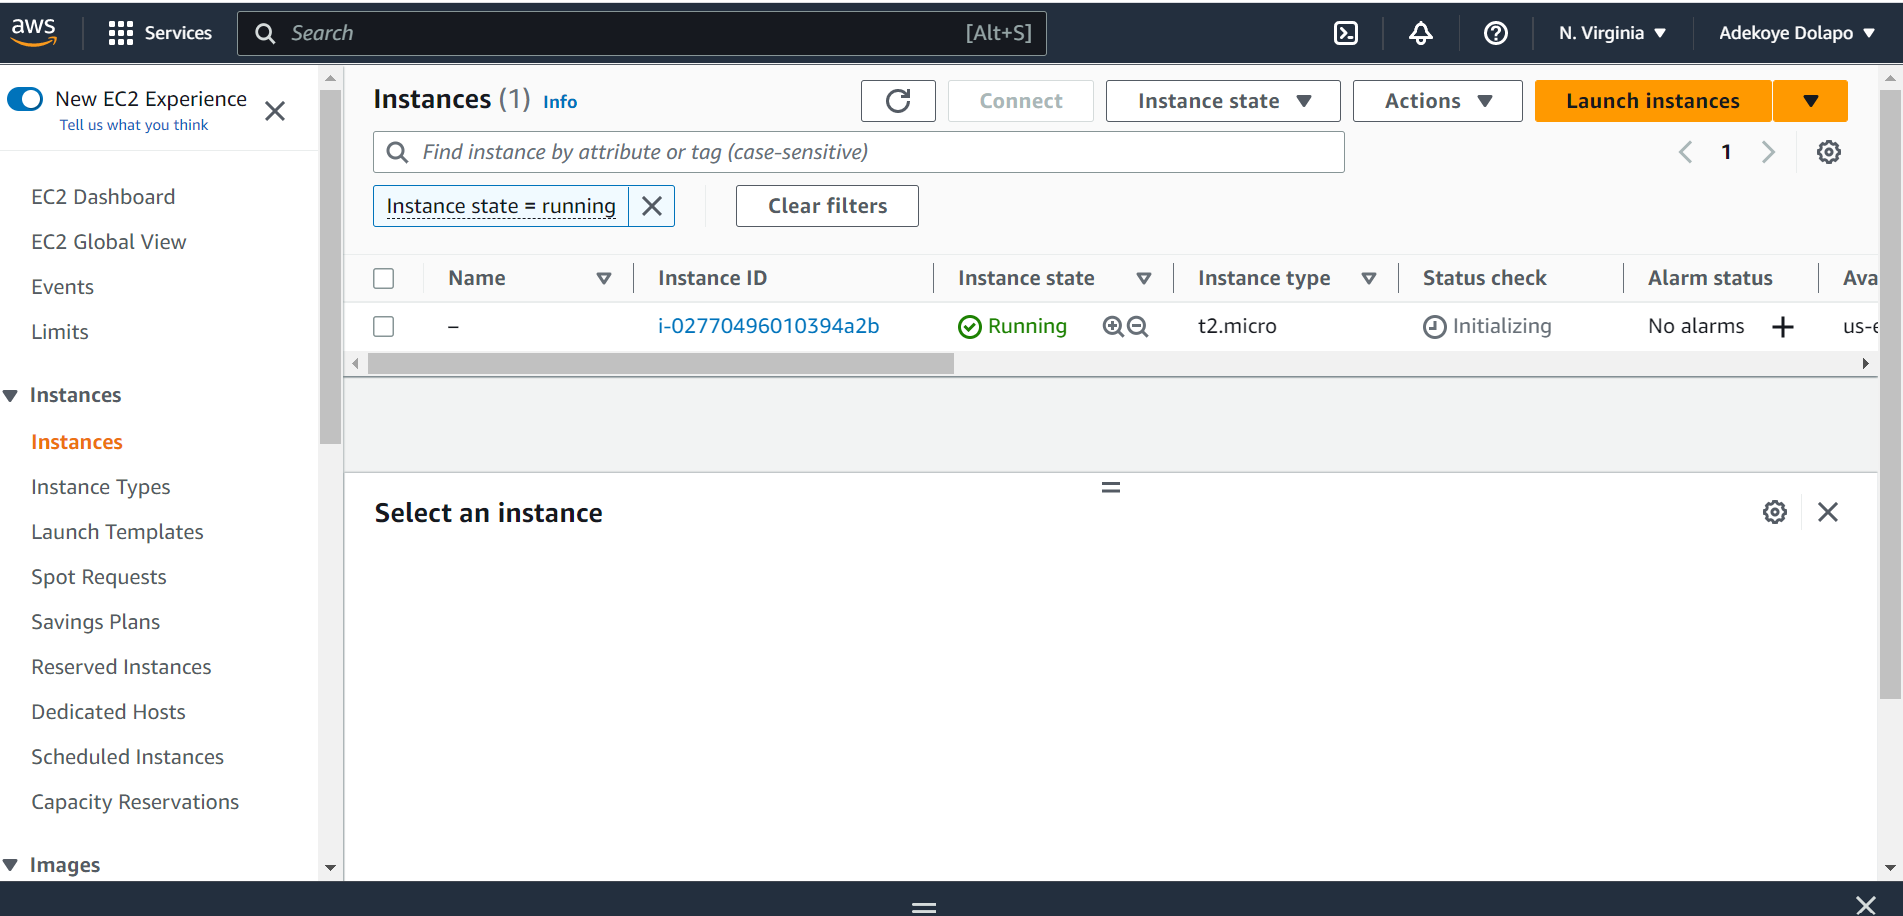 aws Services Search [Alt+S] N. Virginia Adekoye Dolapo
New EC2 Experience
Tell us what you think
EC2 Dashboard
EC2 Global View
Events
Limits
Instances
Instances
Instance Types
Launch Templates
Spot Requests
Savings Plans
Reserved Instances
Dedicated Hosts
Scheduled Instances
Capacity Reservations
Images
Instances (1) Info Connect Instance state Actions Launch instances
Find instance by attribute or tag (case-sensitive) 1
Instance state = running Clear filters
Name Instance ID Instance state Instance type Status check Alarm status Ava
– i-02770496010394a2b Running t2.micro Initializing No alarms us-e
Select an instance